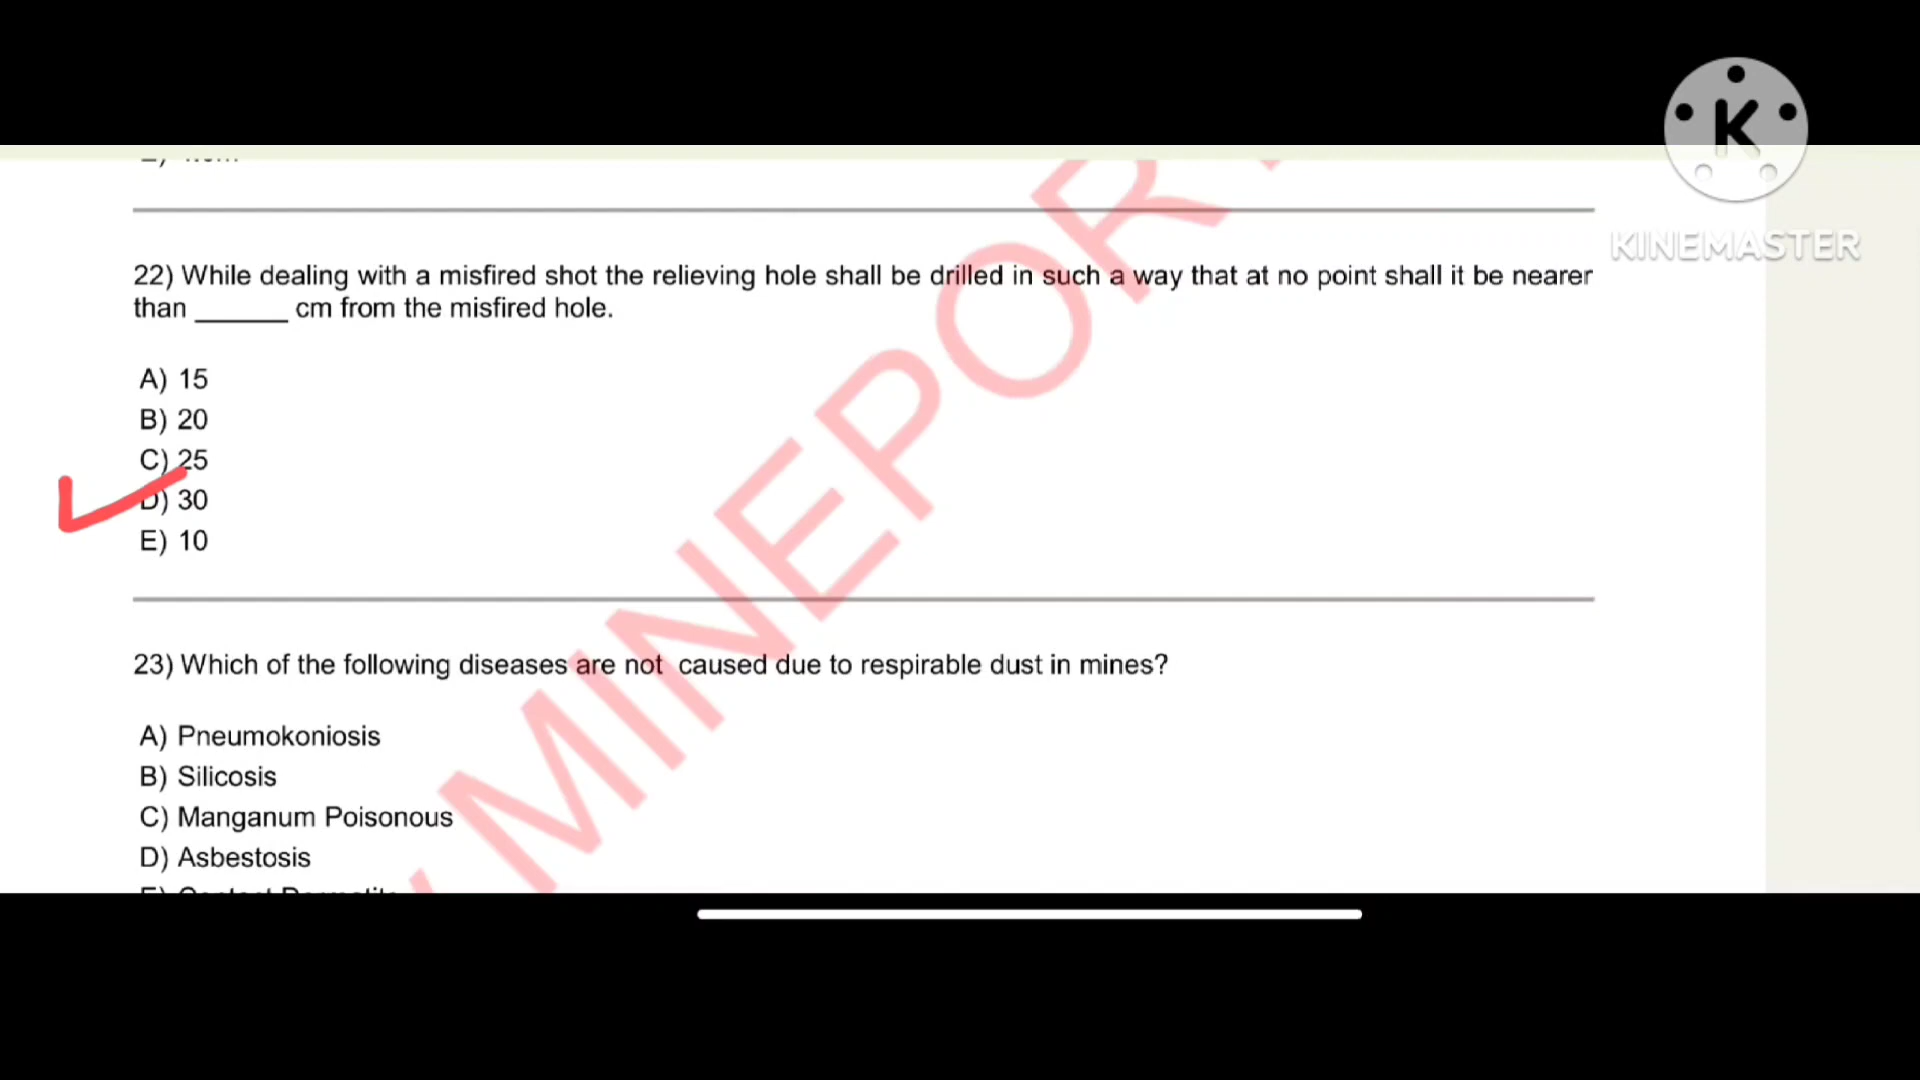 K
KINEMASTER
22) While dealing with a misfired shot the relieving hole shall be drilled in such a way that at no point shall it be nearer
than ______ cm from the misfired hole.
A) 15
B) 20
C) 25
D) 30
E) 10
23) Which of the following diseases are not caused due to respirable dust in mines?
A) Pneumokoniosis
B) Silicosis
C) Manganum Poisonous
D) Asbestosis
MINEPOR